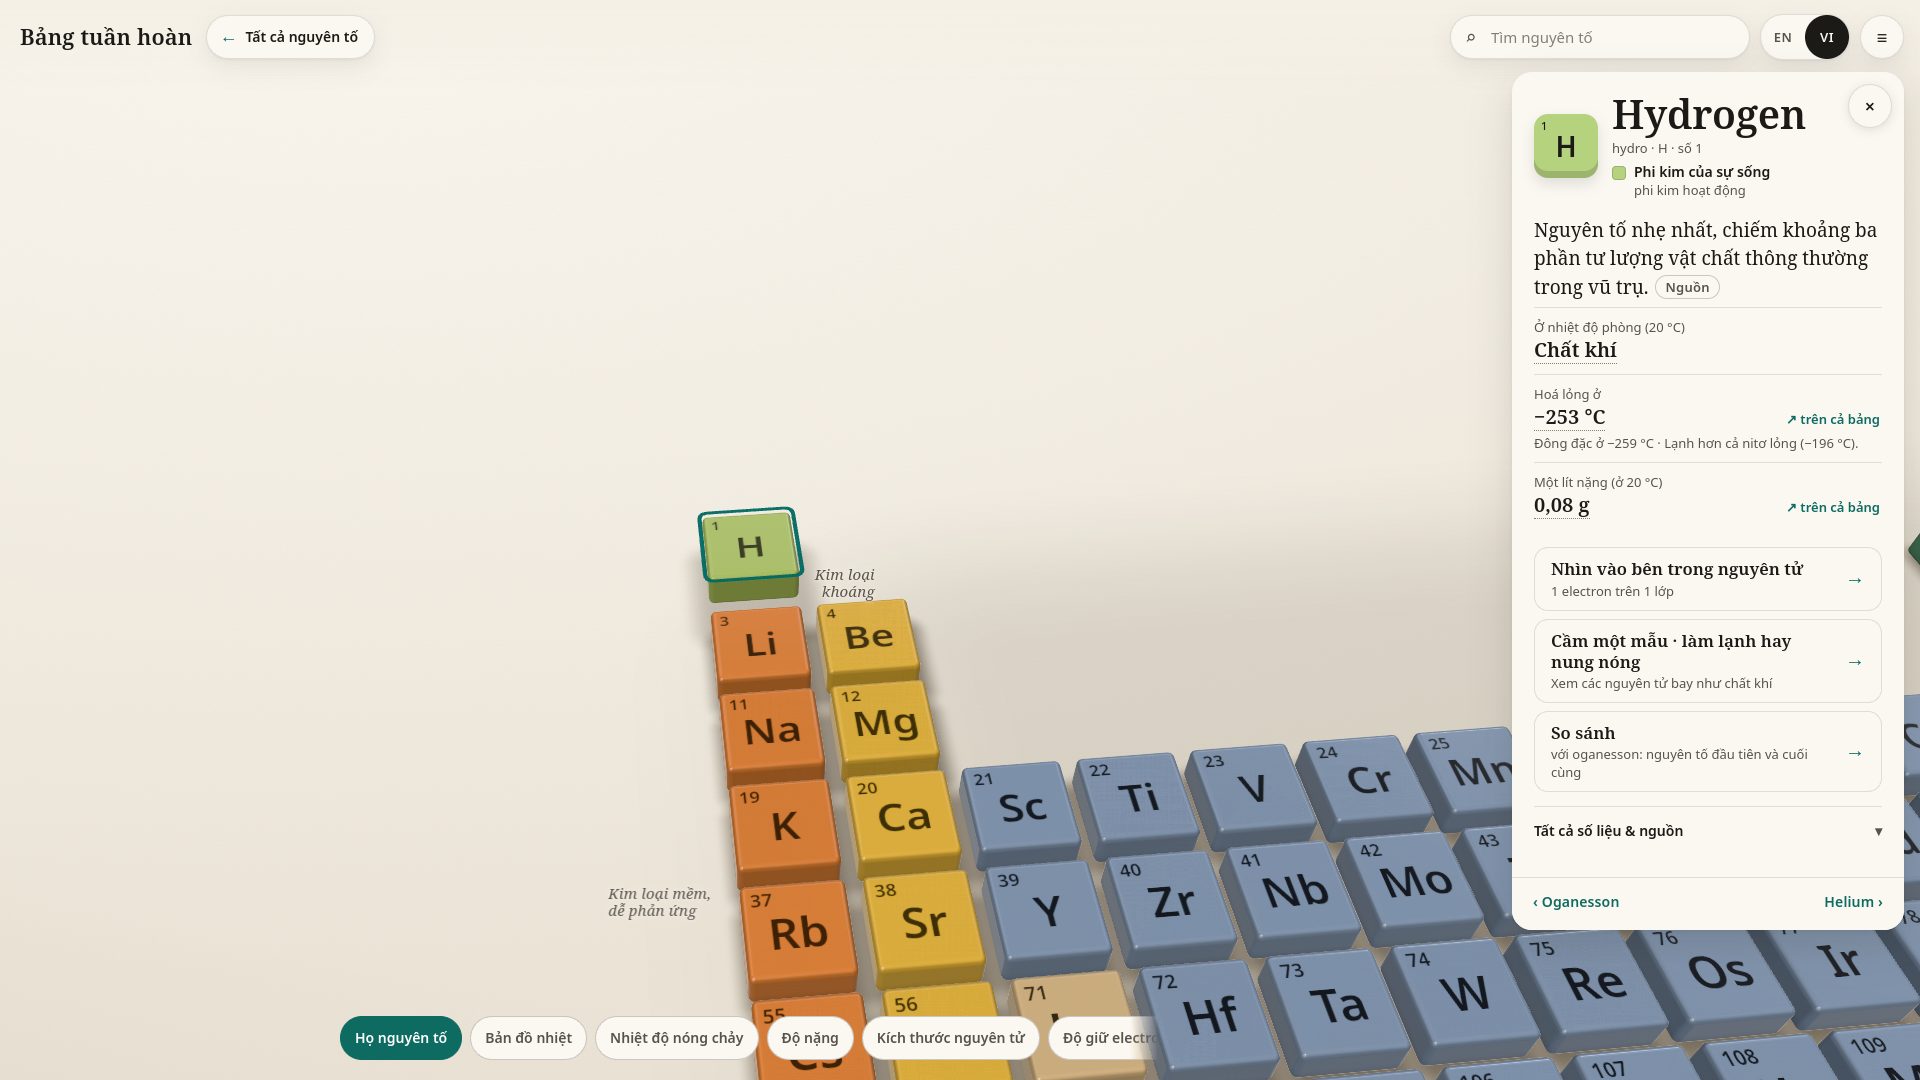 Bảng tuần hoàn
← Tất cả nguyên tố
Tìm nguyên tố
EN
VI
≡
×
1
H
Hydrogen
hydro · H · số 1
Phi kim của sự sống
phi kim hoạt động
Nguyên tố nhẹ nhất, chiếm khoảng ba
phần tư lượng vật chất thông thường
trong vũ trụ. Nguồn
Ở nhiệt độ phòng (20 °C)
Chất khí
Hoá lỏng ở
−253 °C
↗ trên cả bảng
Đông đặc ở −259 °C · Lạnh hơn cả nitơ lỏng (−196 °C).
Một lít nặng (ở 20 °C)
0,08 g
↗ trên cả bảng
Nhìn vào bên trong nguyên tử
1 electron trên 1 lớp
→
Cầm một mẫu · làm lạnh hay
nung nóng
Xem các nguyên tử bay như chất khí
→
So sánh
với oganesson: nguyên tố đầu tiên và cuối
cùng
→
Tất cả số liệu & nguồn ▾
‹ Oganesson
Helium ›
1
H
Kim loại
khoáng
3
Li
4
Be
11
Na
12
Mg
19
K
20
Ca
21
Sc
22
Ti
23
V
24
Cr
25
Mn
Kim loại mềm,
dễ phản ứng
37
Rb
38
Sr
39
Y
40
Zr
41
Nb
42
Mo
43
55
Cs
56
71
72
Hf
73
Ta
74
W
75
Re
76
Os
Ir
78
106
107
108
109
Họ nguyên tố
Bản đồ nhiệt
Nhiệt độ nóng chảy
Độ nặng
Kích thước nguyên tử
Độ giữ electro